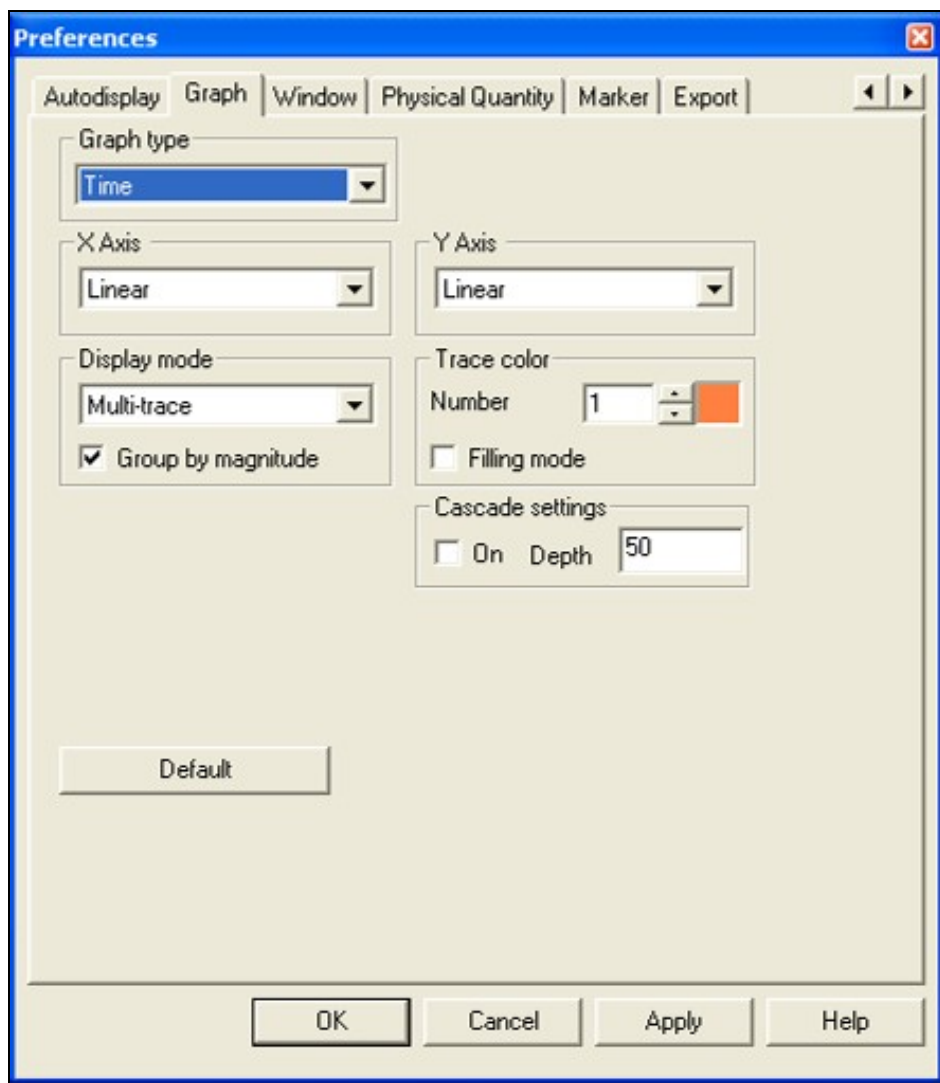 Preferences
Autodisplay Graph Window Physical Quantity Marker Export
Graph type
Time
X Axis Y Axis
Linear Linear
Display mode Trace color
Multi-trace Number 1
Group by magnitude Filling mode
Cascade settings
On Depth 50
Default
OK Cancel Apply Help